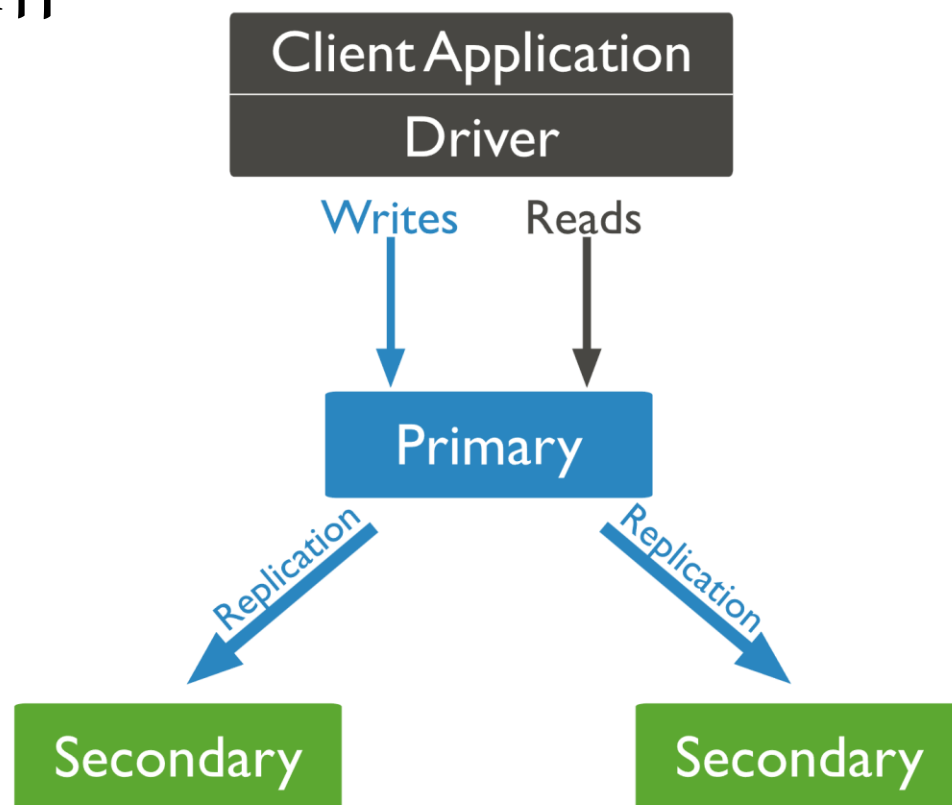 Client Application
Driver
Writes Reads
Primary
Replication Replication
Secondary Secondary